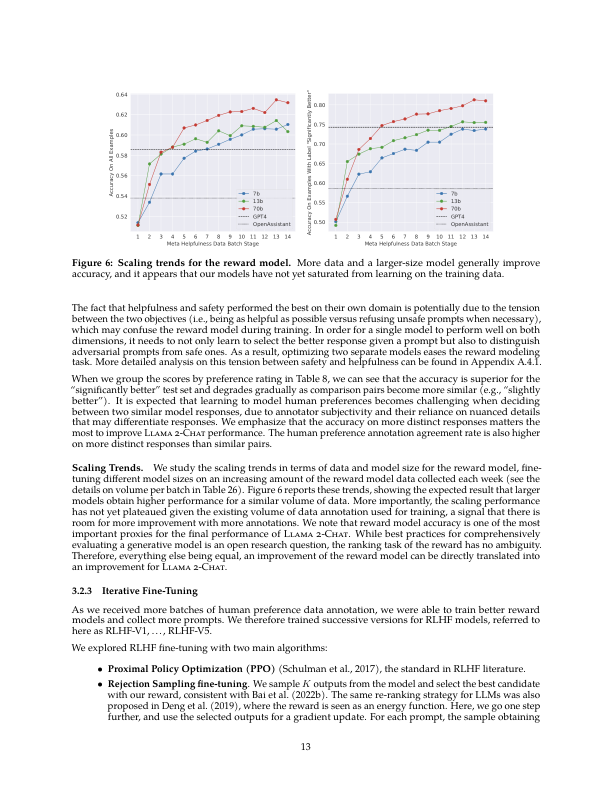 0.64
0.62
0.60
0.58
0.56
0.54
0.52
Accuracy On All Examples
1 2 3 4 5 6 7 8 9 10 11 12 13 14
Meta Helpfulness Data Batch Stage
7b
13b
70b
GPT4
OpenAssistant
0.80
0.75
0.70
0.65
0.60
0.55
0.50
Accuracy On Examples With Label "Significantly Better"
1 2 3 4 5 6 7 8 9 10 11 12 13 14
Meta Helpfulness Data Batch Stage
7b
13b
70b
GPT4
OpenAssistant
Figure 6: Scaling trends for the reward model. More data and a larger-size model generally improve
accuracy, and it appears that our models have not yet saturated from learning on the training data.
The fact that helpfulness and safety performed the best on their own domain is potentially due to the tension
between the two objectives (i.e., being as helpful as possible versus refusing unsafe prompts when necessary),
which may confuse the reward model during training. In order for a single model to perform well on both
dimensions, it needs to not only learn to select the better response given a prompt but also to distinguish
adversarial prompts from safe ones. As a result, optimizing two separate models eases the reward modeling
task. More detailed analysis on this tension between safety and helpfulness can be found in Appendix A.4.1.
When we group the scores by preference rating in Table 8, we can see that the accuracy is superior for the
“significantly better” test set and degrades gradually as comparison pairs become more similar (e.g., “slightly
better”). It is expected that learning to model human preferences becomes challenging when deciding
between two similar model responses, due to annotator subjectivity and their reliance on nuanced details
that may differentiate responses. We emphasize that the accuracy on more distinct responses matters the
most to improve Llama 2-Chat performance. The human preference annotation agreement rate is also higher
on more distinct responses than similar pairs.
Scaling Trends. We study the scaling trends in terms of data and model size for the reward model, fine-
tuning different model sizes on an increasing amount of the reward model data collected each week (see the
details on volume per batch in Table 26). Figure 6 reports these trends, showing the expected result that larger
models obtain higher performance for a similar volume of data. More importantly, the scaling performance
has not yet plateaued given the existing volume of data annotation used for training, a signal that there is
room for more improvement with more annotations. We note that reward model accuracy is one of the most
important proxies for the final performance of Llama 2-Chat. While best practices for comprehensively
evaluating a generative model is an open research question, the ranking task of the reward has no ambiguity.
Therefore, everything else being equal, an improvement of the reward model can be directly translated into
an improvement for Llama 2-Chat.
3.2.3 Iterative Fine-Tuning
As we received more batches of human preference data annotation, we were able to train better reward
models and collect more prompts. We therefore trained successive versions for RLHF models, referred to
here as RLHF-V1, . . . , RLHF-V5.
We explored RLHF fine-tuning with two main algorithms:
• Proximal Policy Optimization (PPO) (Schulman et al., 2017), the standard in RLHF literature.
• Rejection Sampling fine-tuning. We sample K outputs from the model and select the best candidate
with our reward, consistent with Bai et al. (2022b). The same re-ranking strategy for LLMs was also
proposed in Deng et al. (2019), where the reward is seen as an energy function. Here, we go one step
further, and use the selected outputs for a gradient update. For each prompt, the sample obtaining
13